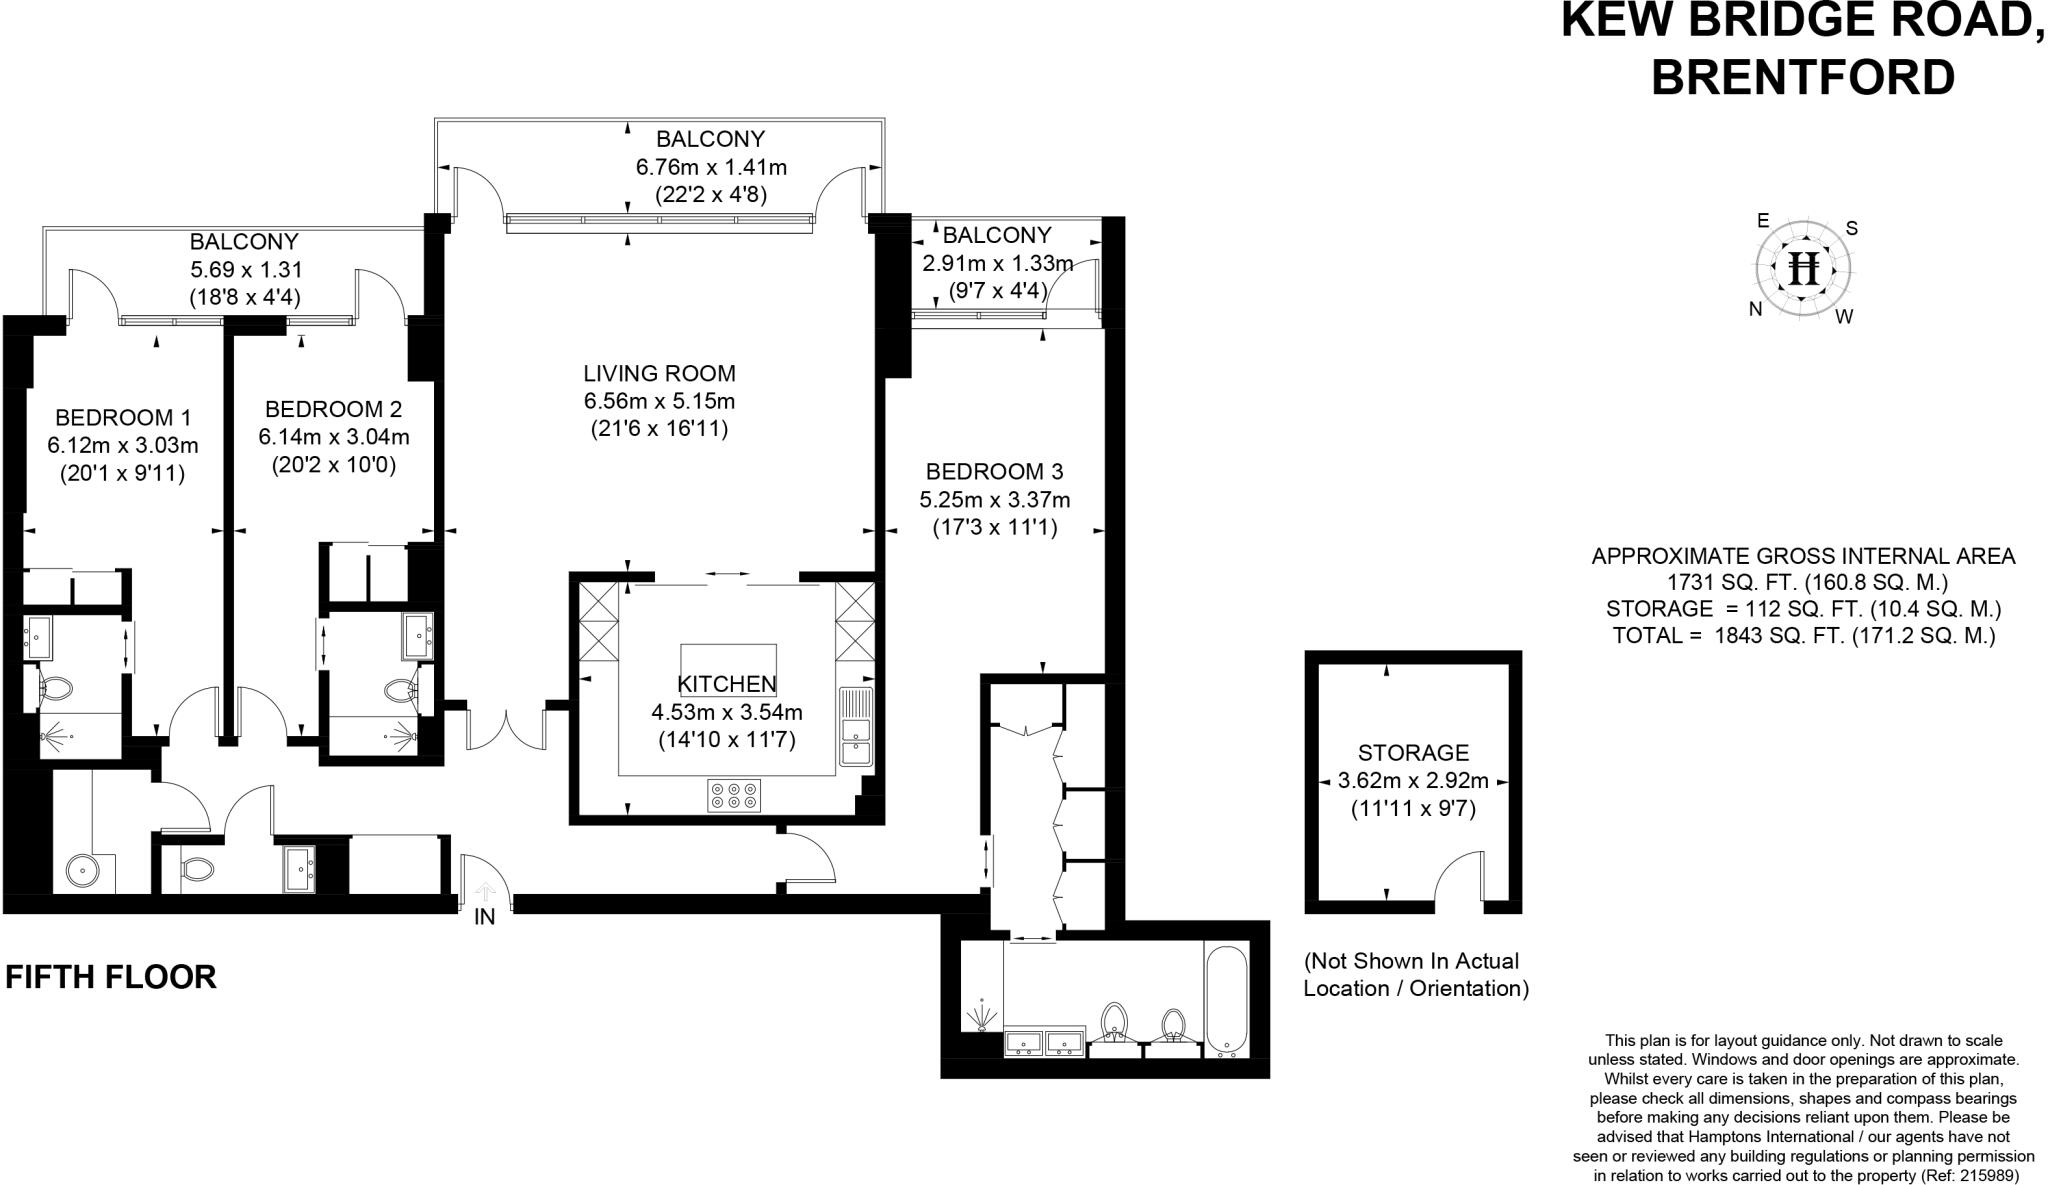 KEW BRIDGE ROAD,
BRENTFORD
BALCONY
6.76m x 1.41m
(22'2 x 4'8)
BALCONY
5.69 x 1.31
(18'8 x 4'4)
BALCONY
2.91m x 1.33m
(9'7 x 4'4)
E
S
H
N
W
LIVING ROOM
6.56m x 5.15m
(21'6 x 16'11)
BEDROOM 1
6.12m x 3.03m
(20'1 x 9'11)
BEDROOM 2
6.14m x 3.04m
(20'2 x 10'0)
BEDROOM 3
5.25m x 3.37m
(17'3 x 11'1)
APPROXIMATE GROSS INTERNAL AREA
1731 SQ. FT. (160.8 SQ. M.)
STORAGE = 112 SQ. FT. (10.4 SQ. M.)
TOTAL = 1843 SQ. FT. (171.2 SQ. M.)
KITCHEN
4.53m x 3.54m
(14'10 x 11'7)
STORAGE
3.62m x 2.92m
(11'11 x 9'7)
IN
FIFTH FLOOR
(Not Shown In Actual
Location / Orientation)
This plan is for layout guidance only. Not drawn to scale
unless stated. Windows and door openings are approximate.
Whilst every care is taken in the preparation of this plan,
please check all dimensions, shapes and compass bearings
before making any decisions reliant upon them. Please be
advised that Hamptons International / our agents have not
seen or reviewed any building regulations or planning permission
in relation to works carried out to the property (Ref: 215989)